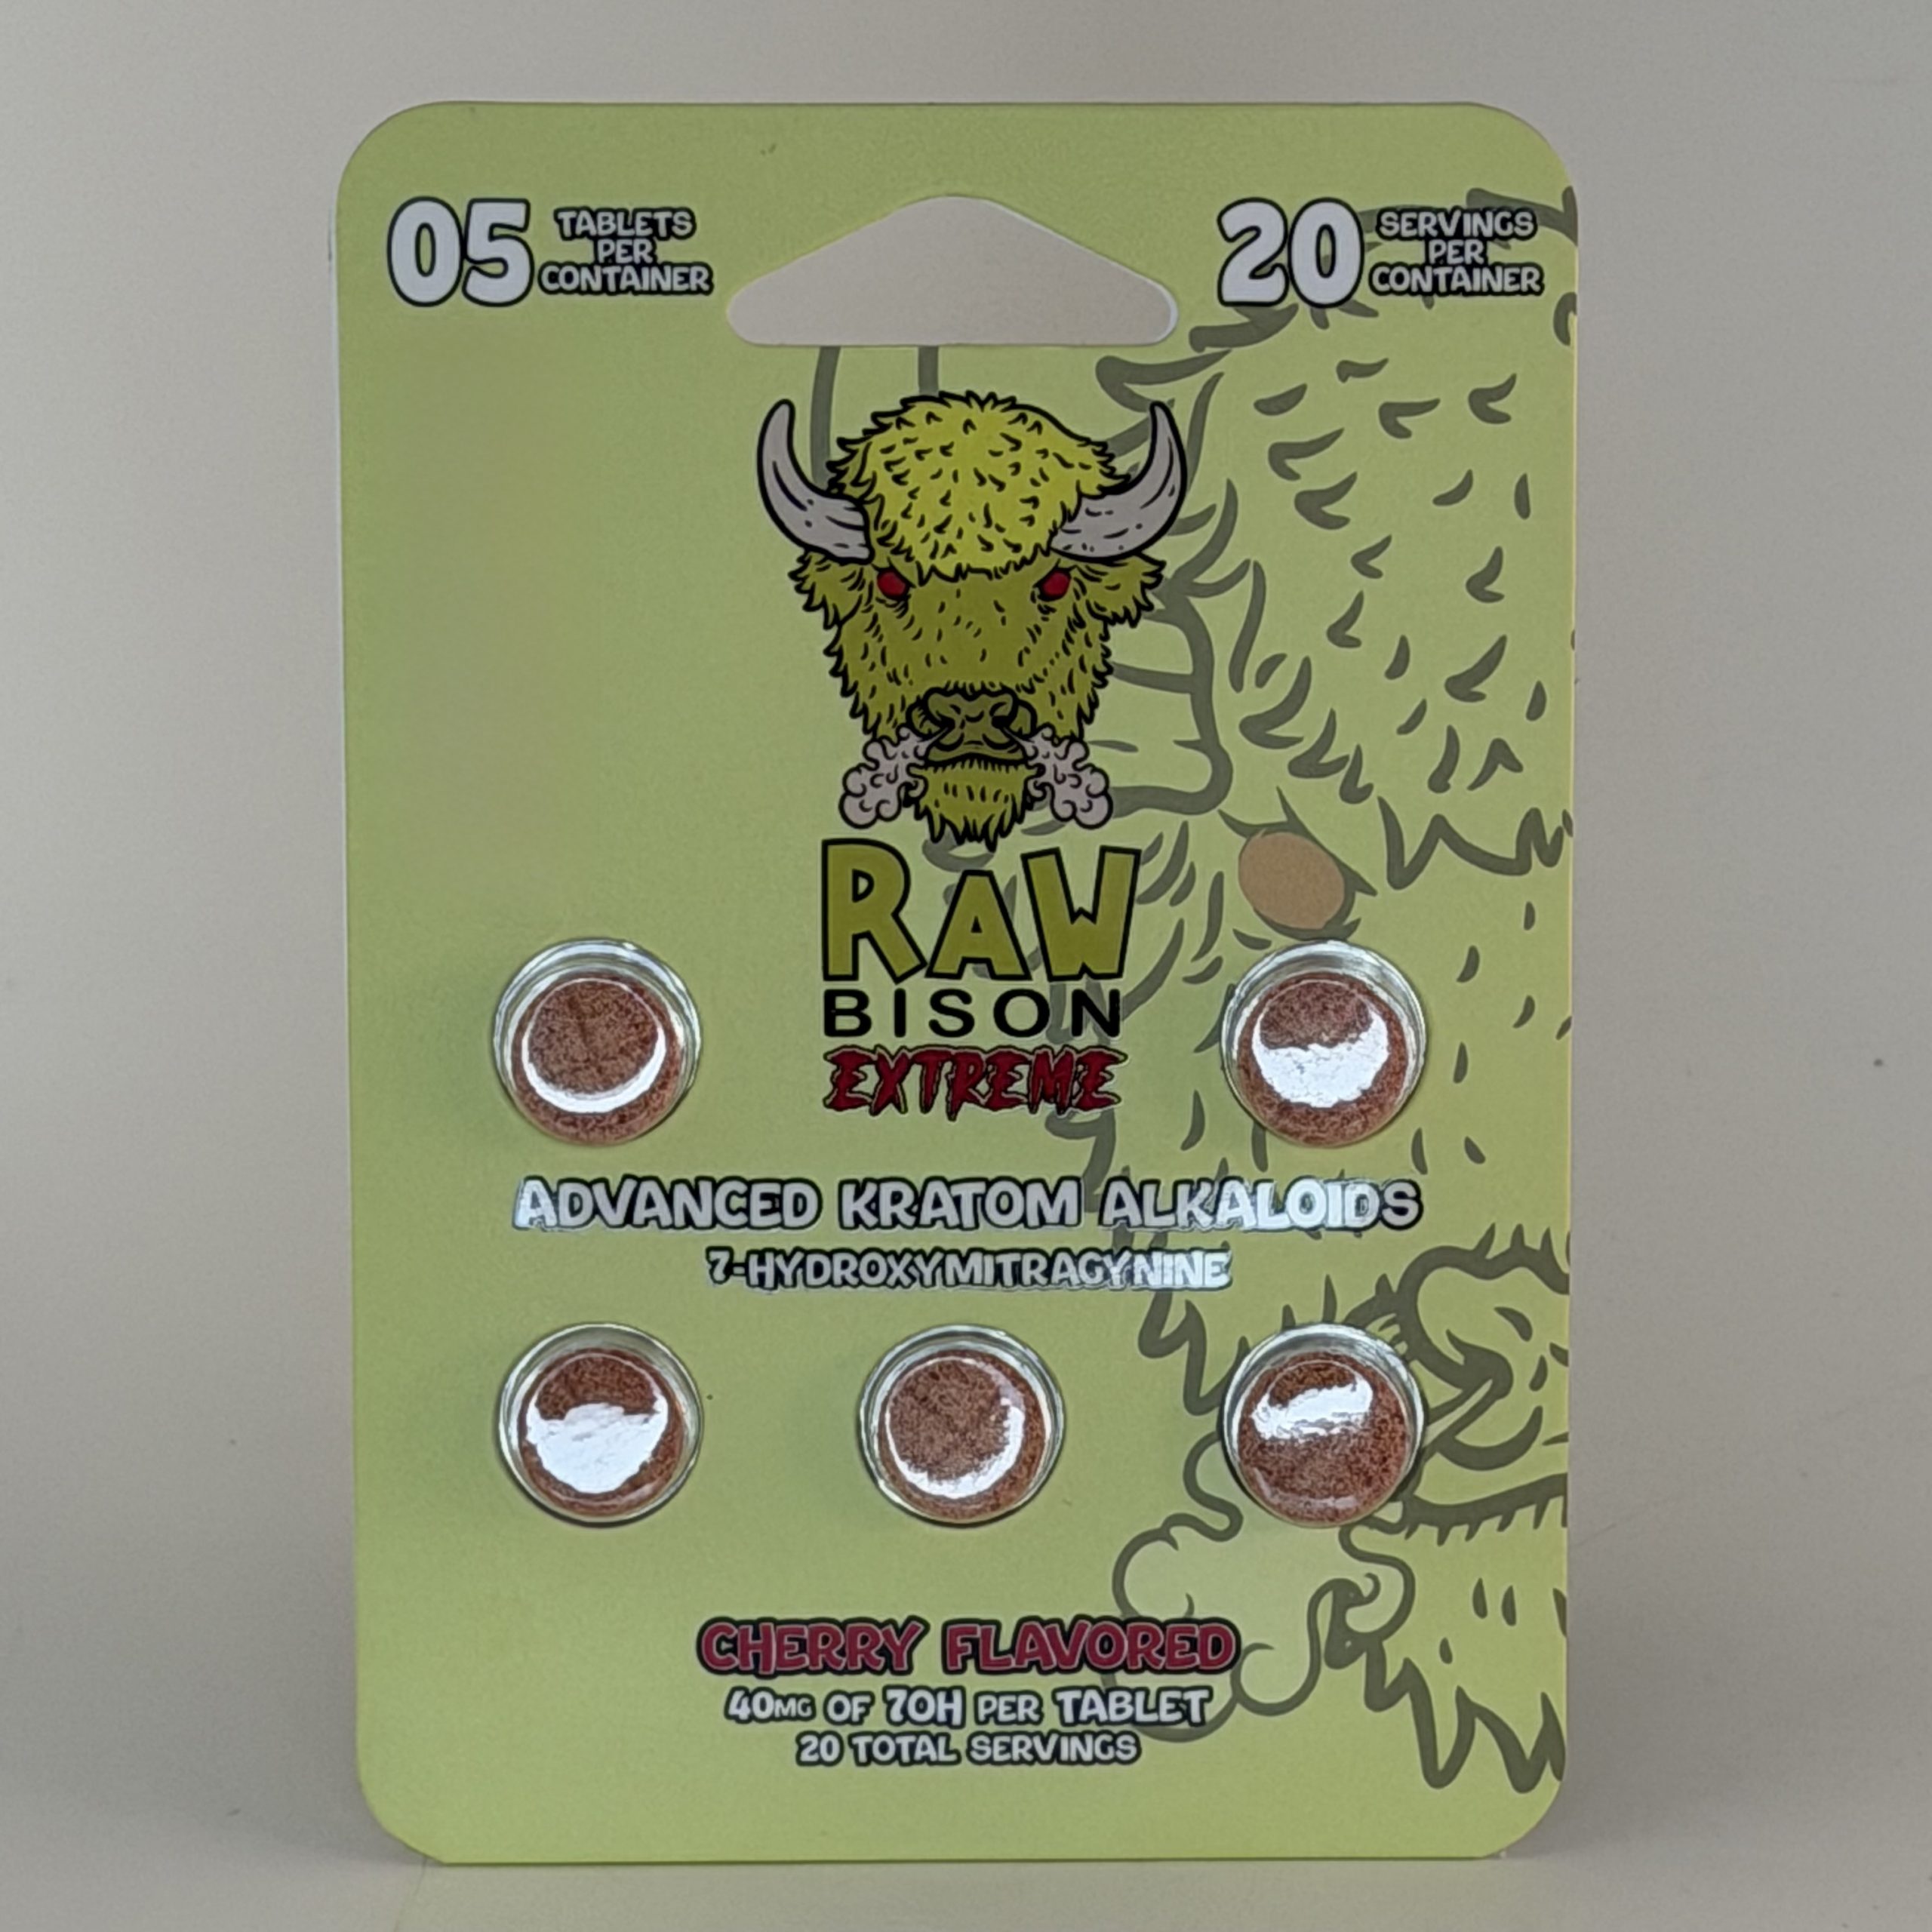 05 TABLETS
PER
CONTAINER
20 SERVINGS
PER
CONTAINER
RAW
BISON
EXTREME
ADVANCED KRATOM ALKALOIDS
7-HYDROXYMITRAGYNINE
CHERRY FLAVORED
40MG OF 7OH PER TABLET
20 TOTAL SERVINGS